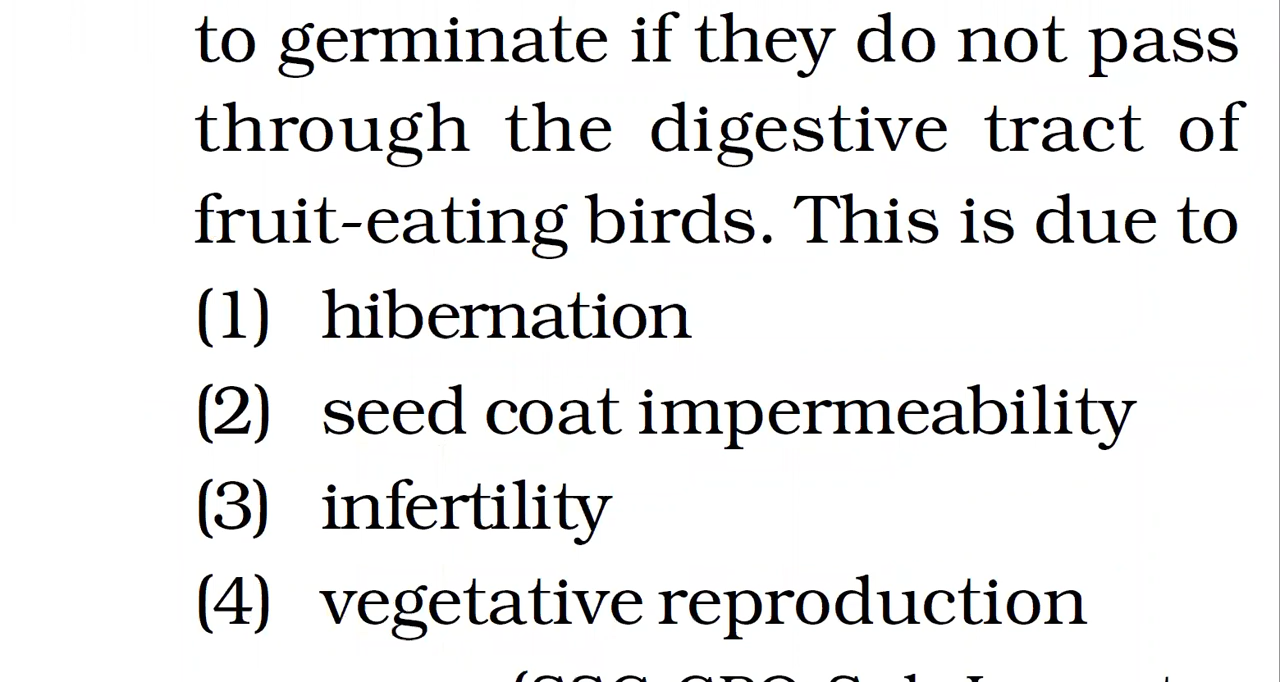 to germinate if they do not pass
through the digestive tract of
fruit-eating birds. This is due to
(1) hibernation
(2) seed coat impermeability
(3) infertility
(4) vegetative reproduction